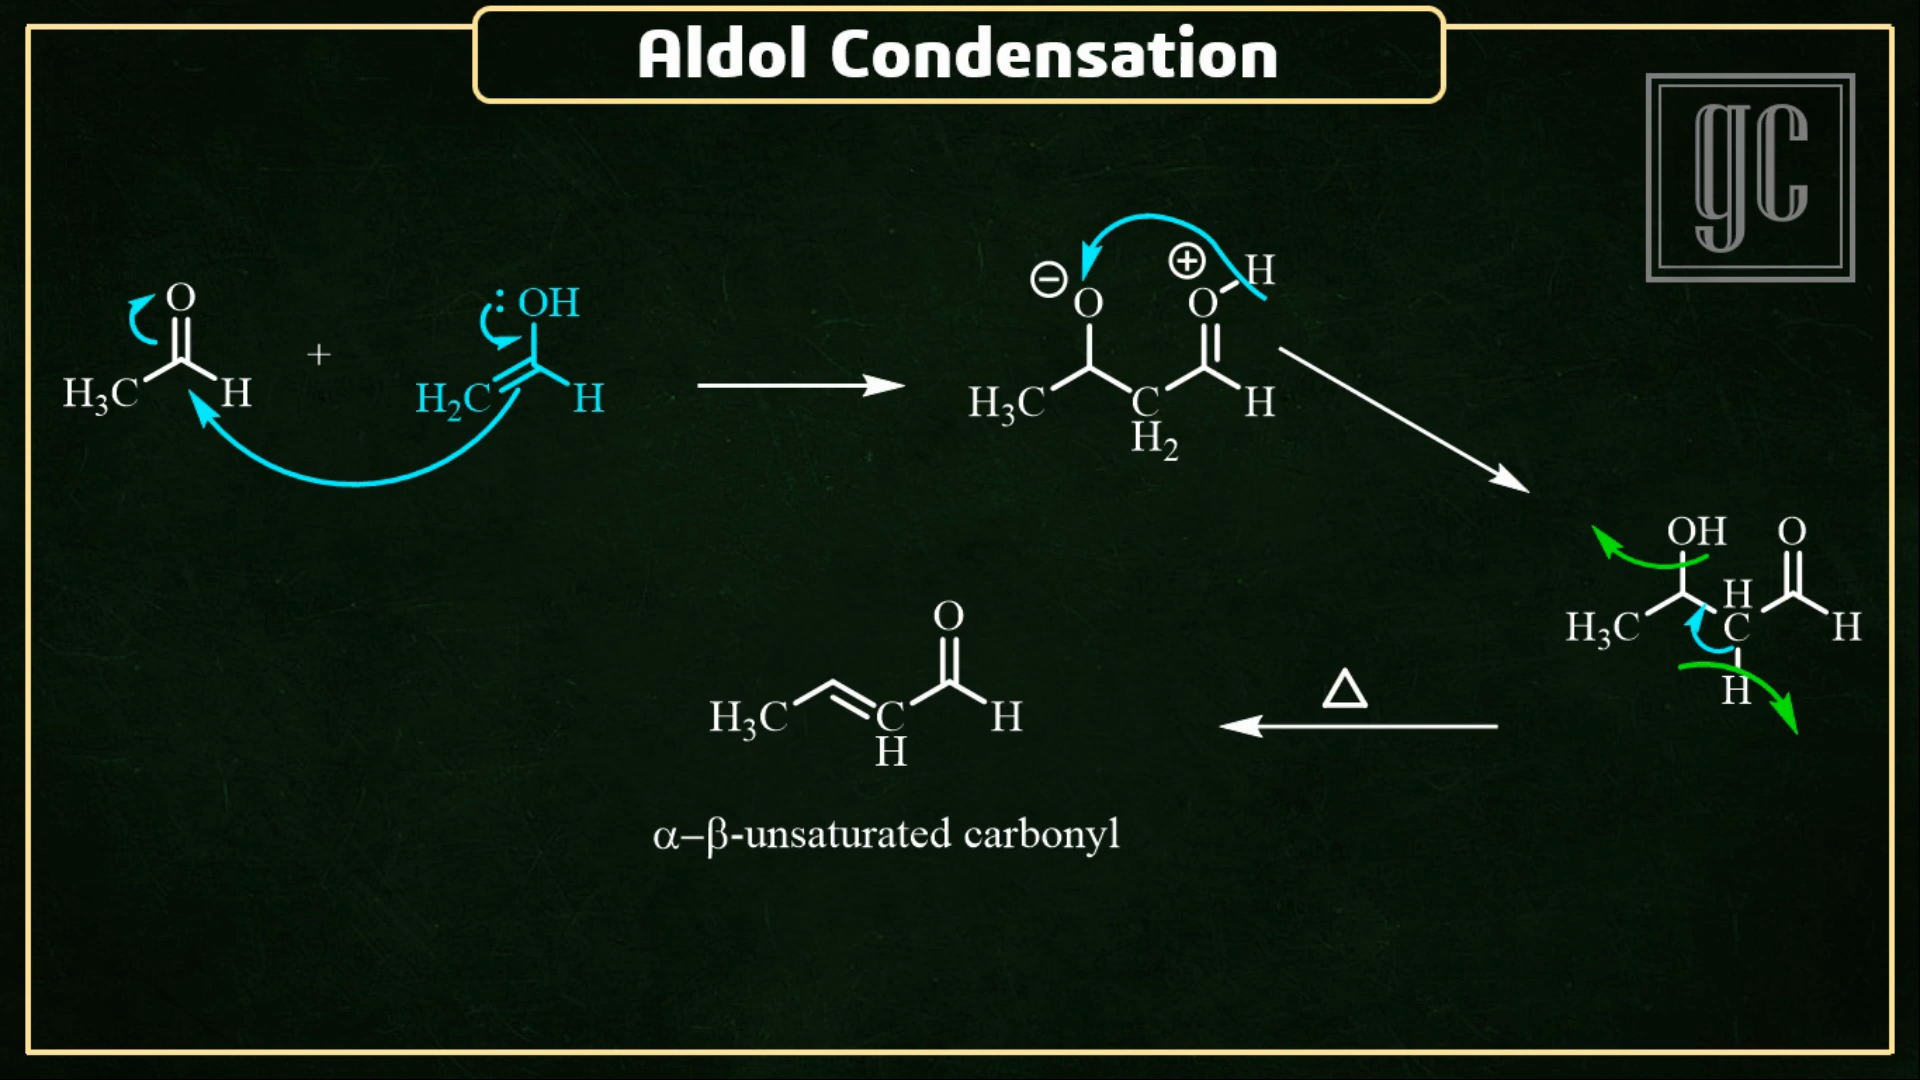 Aldol Condensation
gc
O
H₃C
H
+
:OH
H₂C
H
⊖
O
⊕
O
H
H₃C
C
H₂
H
OH
O
H
H₃C
C
H
H
△
O
H₃C
C
H
H
α–β-unsaturated carbonyl